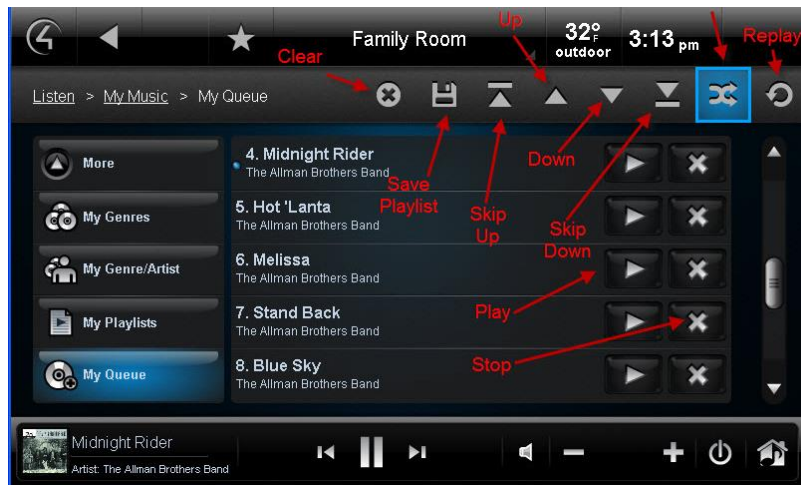 Up
Family Room
32°F
outdoor
3:13 pm
Replay
Clear
Listen > My Music > My Queue
More
My Genres
My Genre/Artist
My Playlists
My Queue
4. Midnight Rider
The Allman Brothers Band
Down
Save
Playlist
5. Hot 'Lanta
The Allman Brothers Band
Skip
Up
Skip
Down
6. Melissa
The Allman Brothers Band
7. Stand Back
The Allman Brothers Band
Play
8. Blue Sky
The Allman Brothers Band
Stop
Midnight Rider
Artist: The Allman Brothers Band